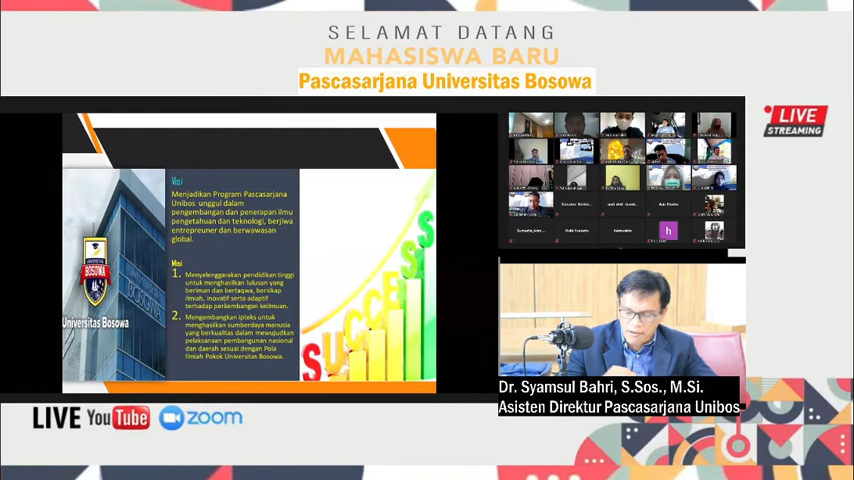 SELAMAT DATANG
MAHASISWA BARU
Pascasarjana Universitas Bosowa
LIVE
STREAMING
Visi
Menjadikan Program Pascasarjana
Unibos unggul dalam
pengembangan dan penerapan ilmu
pengetahuan dan teknologi, berjiwa
entrepreuner dan berwawasan
global.
Misi
1. Menyelenggarakan pendidikan tinggi
untuk menghasilkan lulusan yang
beriman dan bertaqwa, bersikap
ilmiah, inovatif serta adaptif
terhadap perkembangan keilmuan.
2. Mengembangkan Ipteks untuk
menghasilkan sumberdaya manusia
yang berkualitas dalam mewujudkan
pelaksanaan pembangunan nasional
dan daerah sesuai dengan Pola
Ilmiah Pokok Universitas Bosowa.
UNIVERSITAS
BOSOWA
Universitas Bosowa
BOSOWA
SUCCESS
h
Dr. Syamsul Bahri, S.Sos., M.Si.
Asisten Direktur Pascasarjana Unibos
LIVE YouTube zoom